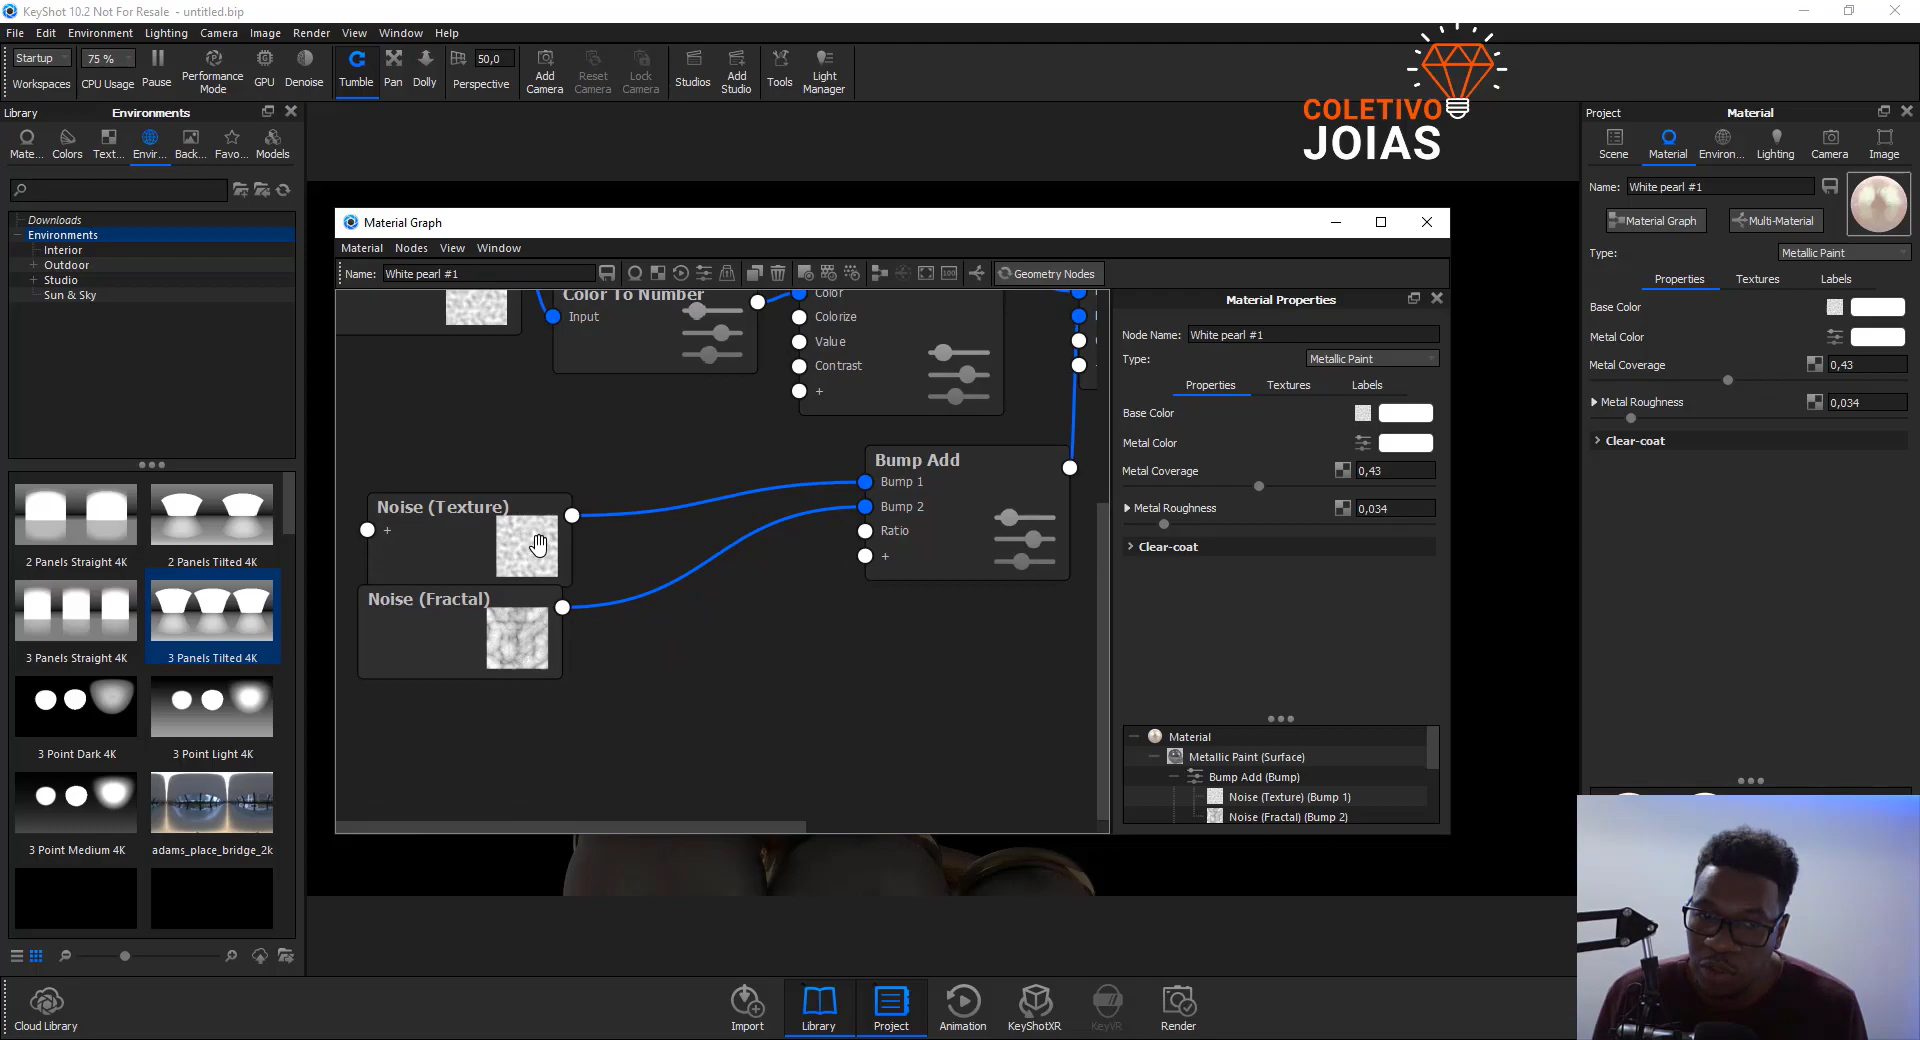 KeyShot 10.2 Not For Resale - untitled.bip
File Edit Environment Lighting Camera Image Render View Window Help
Startup
Workspaces
75 %
CPU Usage
Pause
Performance Mode
GPU
Denoise
Tumble
Pan
Dolly
50,0
Perspective
Add Camera
Reset Camera
Lock Camera
Studios
Add Studio
Tools
Light Manager
COLETIVO
JOIAS
Library
Environments
Mate... Colors Text... Envir... Back... Favo... Models
Downloads
Environments
Interior
Outdoor
Studio
Sun & Sky
2 Panels Straight 4K
2 Panels Tilted 4K
3 Panels Straight 4K
3 Panels Tilted 4K
3 Point Dark 4K
3 Point Light 4K
3 Point Medium 4K
adams_place_bridge_2k
Cloud Library
Material Graph
Material Nodes View Window
Name: White pearl #1
100
Geometry Nodes
Color To Number
Input
Color
Colorize
Value
Contrast
+
Noise (Texture)
+
Noise (Fractal)
Bump Add
Bump 1
Bump 2
Ratio
+
Material Properties
Node Name: White pearl #1
Type: Metallic Paint
Properties Textures Labels
Base Color
Metal Color
Metal Coverage 0,43
Metal Roughness 0,034
Clear-coat
Material
Metallic Paint (Surface)
Bump Add (Bump)
Noise (Texture) (Bump 1)
Noise (Fractal) (Bump 2)
Project
Material
Scene Material Environ... Lighting Camera Image
Name: White pearl #1
Material Graph
Multi-Material
Type: Metallic Paint
Properties Textures Labels
Base Color
Metal Color
Metal Coverage 0,43
Metal Roughness 0,034
Clear-coat
Import
Library
Project
Animation
KeyShotXR
KeyVR
Render